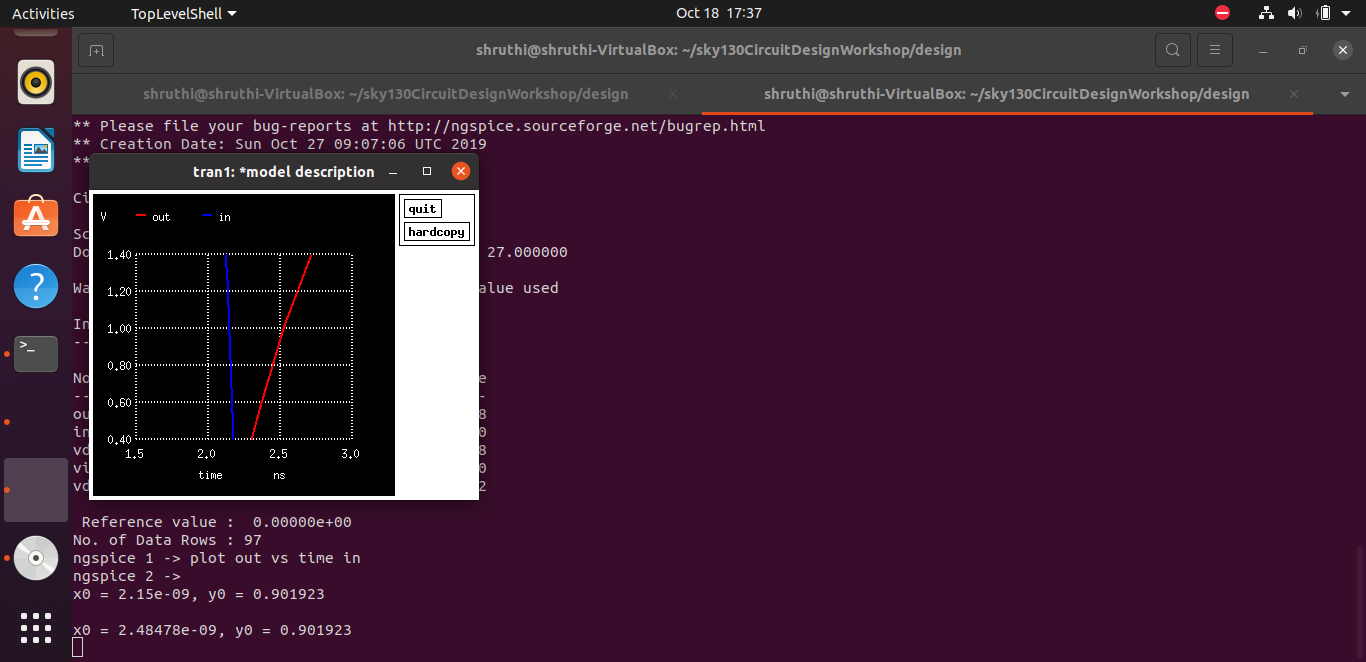 Activities TopLevelShell Oct 18 17:37
shruthi@shruthi-VirtualBox: ~/sky130CircuitDesignWorkshop/design
shruthi@shruthi-VirtualBox: ~/sky130CircuitDesignWorkshop/design × shruthi@shruthi-VirtualBox: ~/sky130CircuitDesignWorkshop/design ×
** Please file your bug-reports at http://ngspice.sourceforge.net/bugrep.html
** Creation Date: Sun Oct 27 09:07:06 UTC 2019
**
tran1: *model description
Ci
V out in
quit
hardcopy
Sc
Do 27.000000
Wa alue used
In
--
No e
-- -
ou 8
in 0
vd 8
vi 0
vd 2
1.40
1.20
1.00
0.80
0.60
0.40
1.5 2.0 2.5 3.0
time ns
Reference value : 0.00000e+00
No. of Data Rows : 97
ngspice 1 -> plot out vs time in
ngspice 2 ->
x0 = 2.15e-09, y0 = 0.901923
x0 = 2.48478e-09, y0 = 0.901923